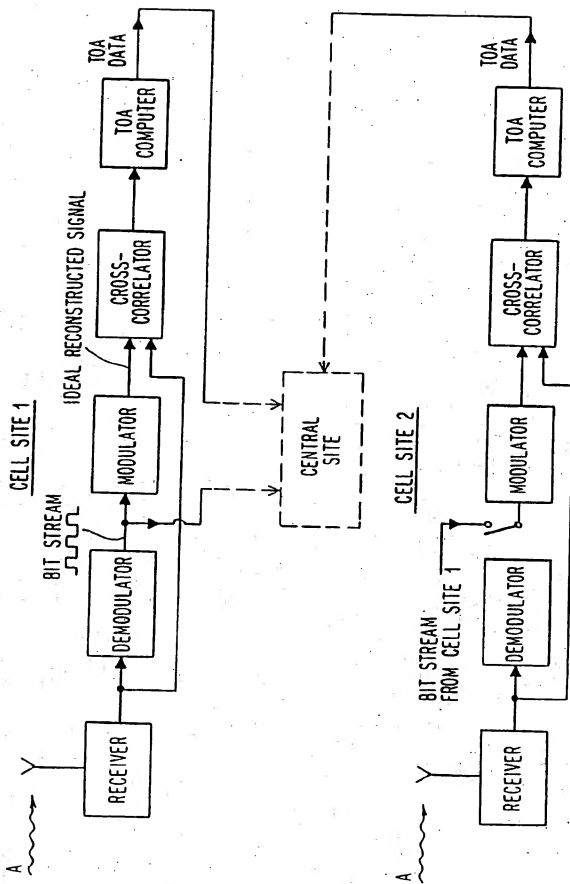 CELL SITE 1
A
RECEIVER
DEMODULATOR
BIT STREAM
MODULATOR
IDEAL RECONSTRUCTED SIGNAL
CROSS-
CORRELATOR
TOA
COMPUTER
TOA
DATA
CENTRAL
SITE
CELL SITE 2
A
RECEIVER
DEMODULATOR
BIT STREAM
FROM CELL SITE 1
MODULATOR
CROSS-
CORRELATOR
TOA
COMPUTER
TOA
DATA